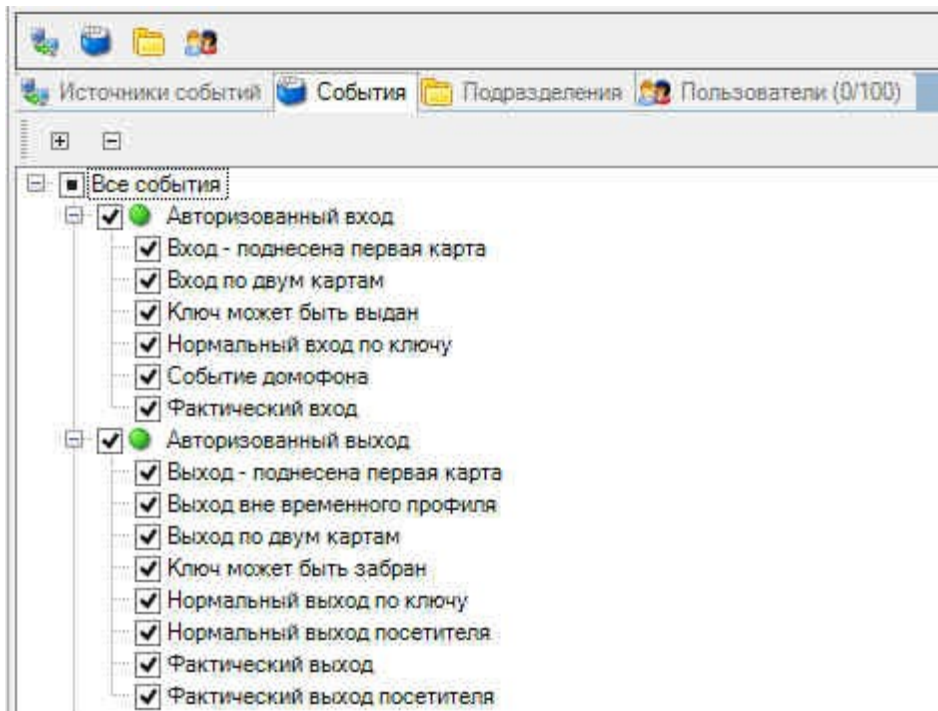 Источники событий События Подразделения Пользователи (0/100)
Все события
Авторизованный вход
Вход - поднесена первая карта
Вход по двум картам
Ключ может быть выдан
Нормальный вход по ключу
Событие домофона
Фактический вход
Авторизованный выход
Выход - поднесена первая карта
Выход вне временного профиля
Выход по двум картам
Ключ может быть забран
Нормальный выход по ключу
Нормальный выход посетителя
Фактический выход
Фактический выход посетителя